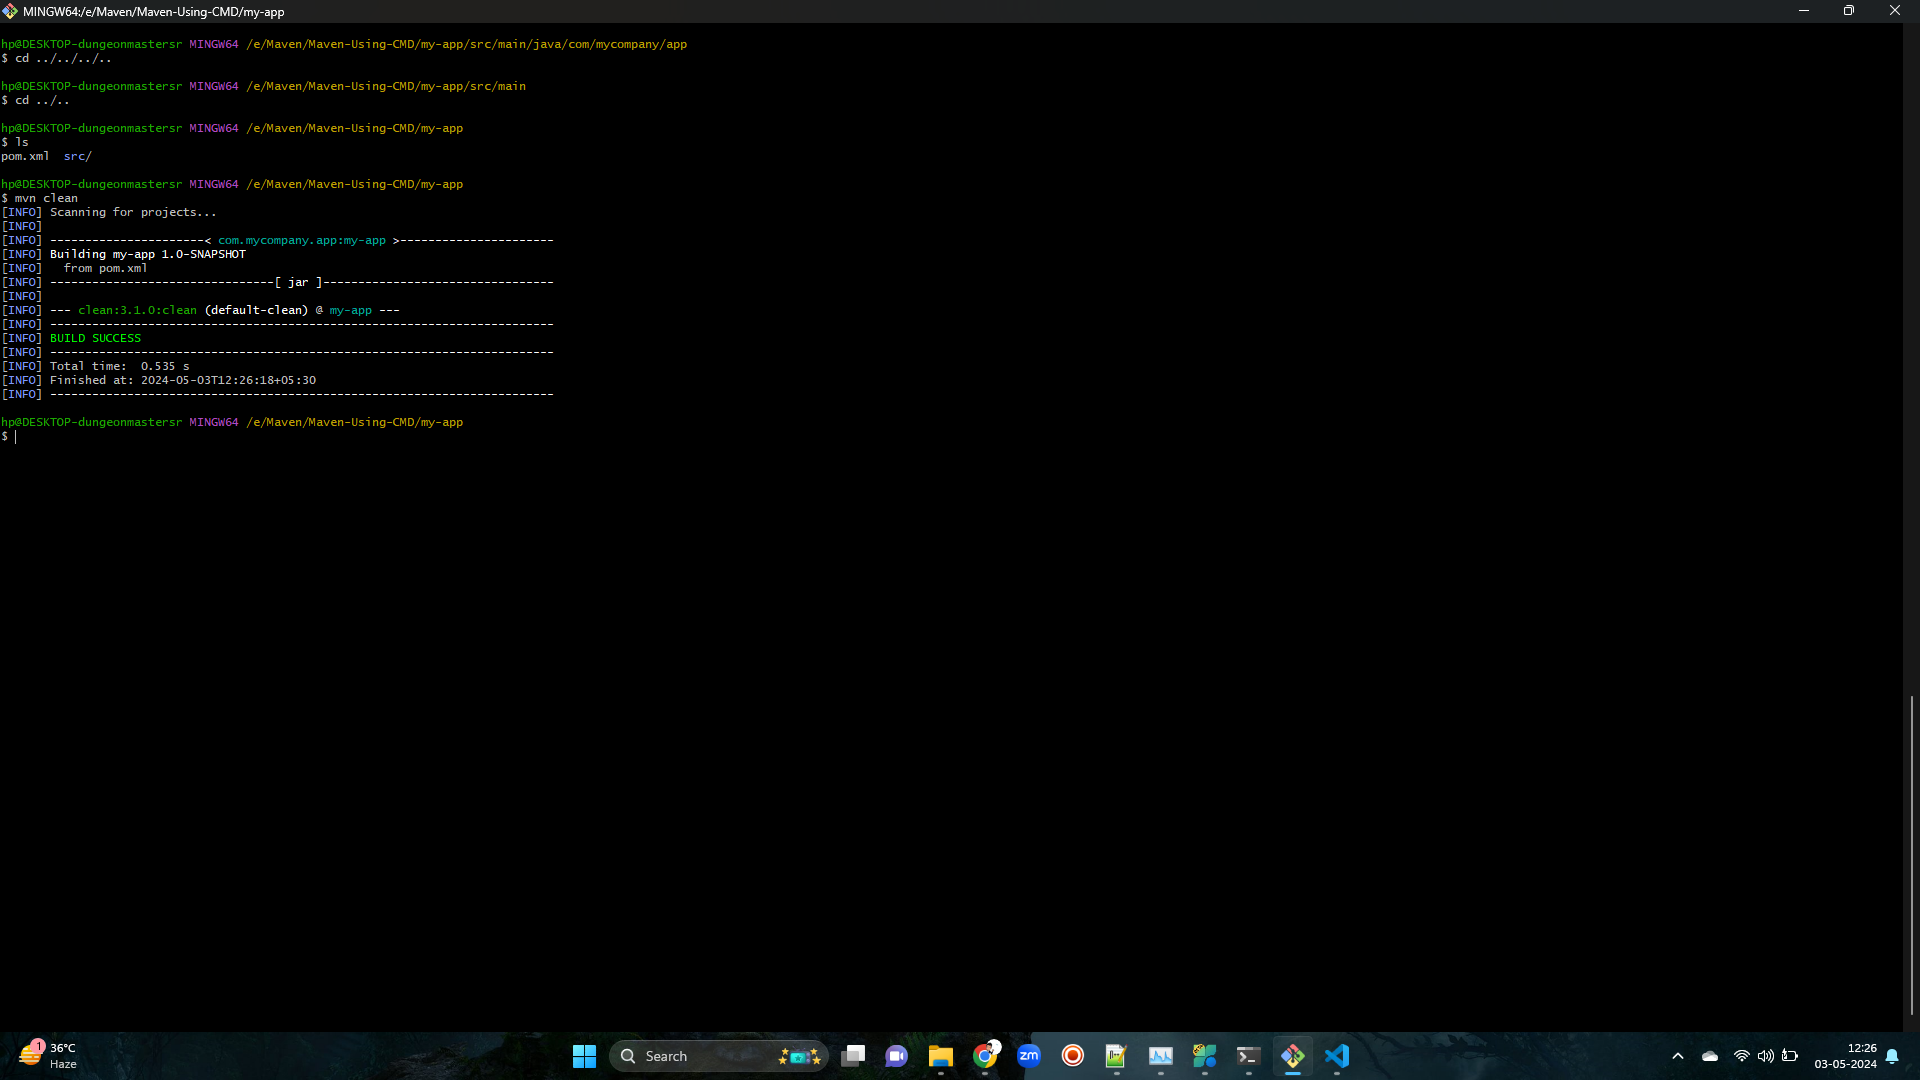 MINGW64:/e/Maven/Maven-Using-CMD/my-app
hp@DESKTOP-dungeonmastersr MINGW64 /e/Maven/Maven-Using-CMD/my-app/src/main/java/com/mycompany/app
$ cd ../../../..
hp@DESKTOP-dungeonmastersr MINGW64 /e/Maven/Maven-Using-CMD/my-app/src/main
$ cd ../..
hp@DESKTOP-dungeonmastersr MINGW64 /e/Maven/Maven-Using-CMD/my-app
$ ls
pom.xml  src/
hp@DESKTOP-dungeonmastersr MINGW64 /e/Maven/Maven-Using-CMD/my-app
$ mvn clean
[INFO] Scanning for projects...
[INFO]
[INFO] ----------------------< com.mycompany.app:my-app >----------------------
[INFO] Building my-app 1.0-SNAPSHOT
[INFO]   from pom.xml
[INFO] --------------------------------[ jar ]---------------------------------
[INFO]
[INFO] --- clean:3.1.0:clean (default-clean) @ my-app ---
[INFO] ------------------------------------------------------------------------
[INFO] BUILD SUCCESS
[INFO] ------------------------------------------------------------------------
[INFO] Total time:  0.535 s
[INFO] Finished at: 2024-05-03T12:26:18+05:30
[INFO] ------------------------------------------------------------------------
hp@DESKTOP-dungeonmastersr MINGW64 /e/Maven/Maven-Using-CMD/my-app
$
1
36°C
Haze
Search
zm
12:26
03-05-2024